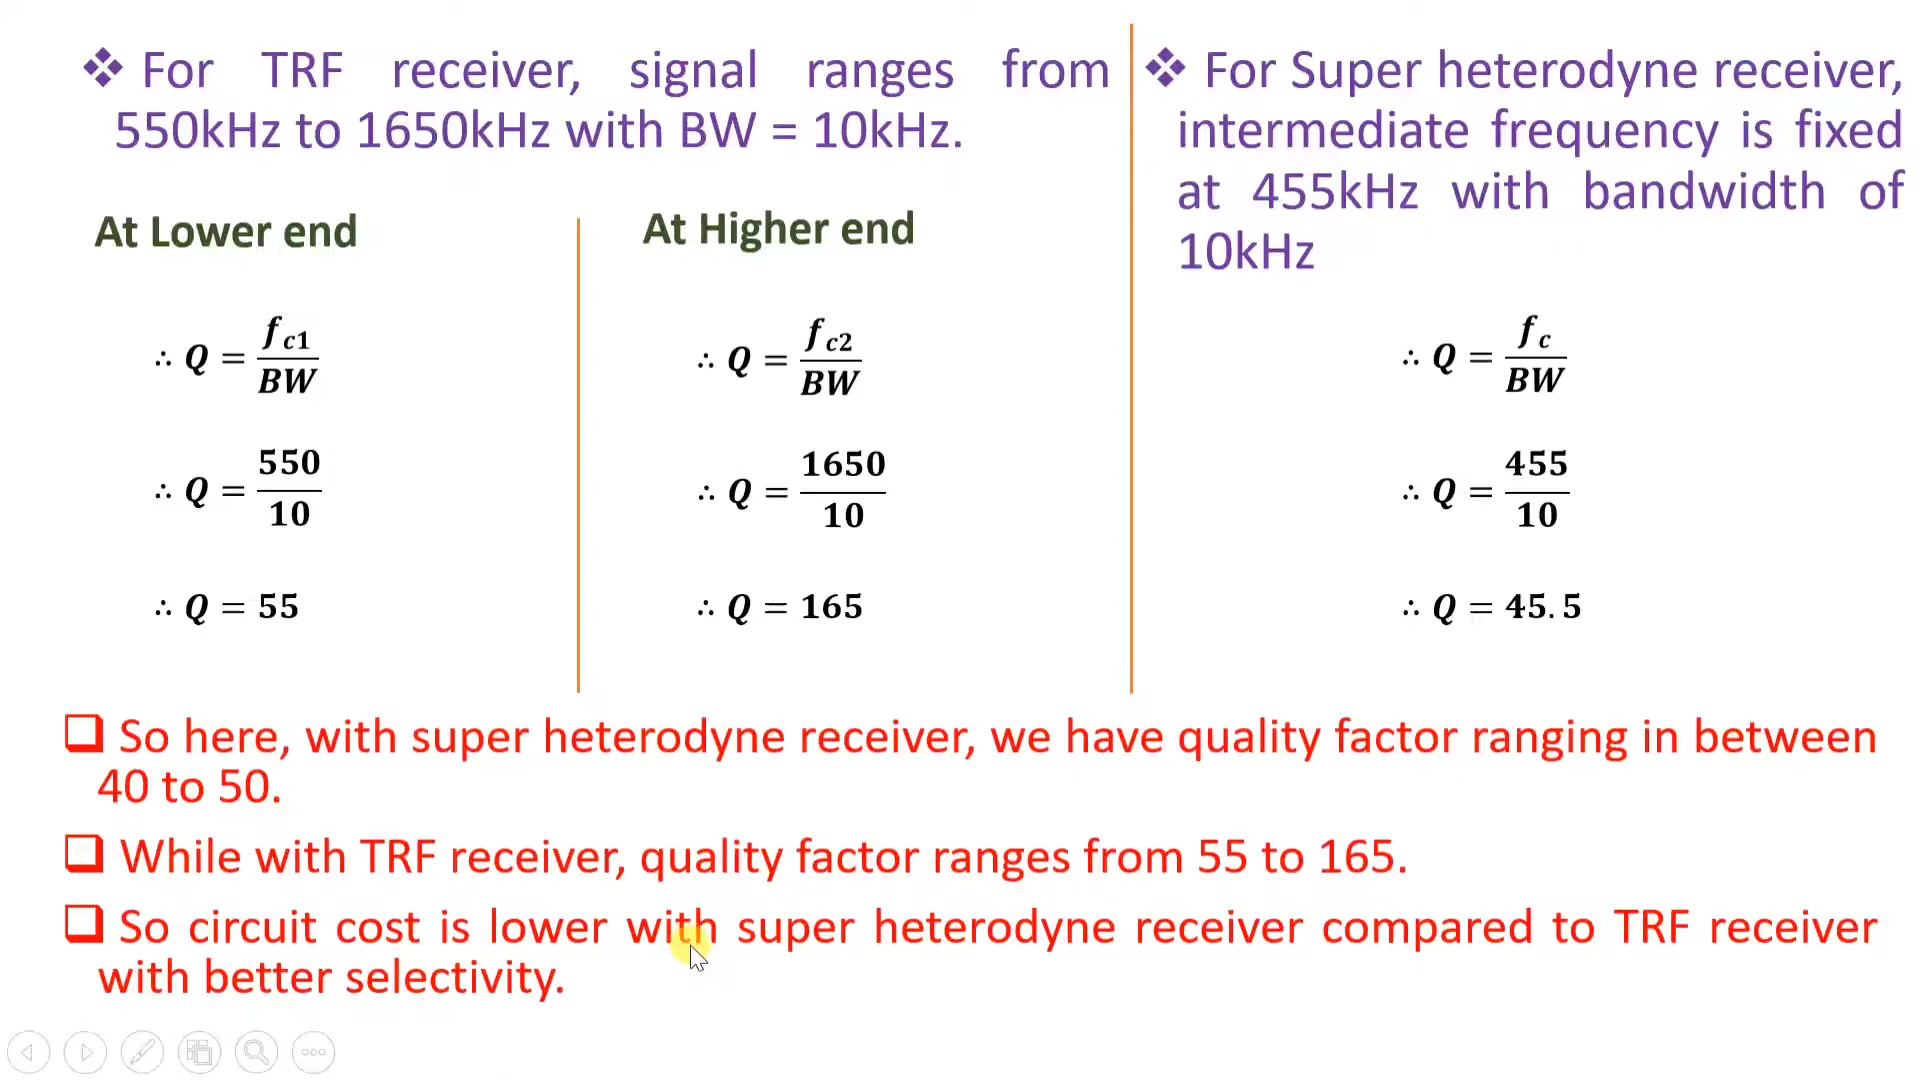 ❖ For TRF receiver, signal ranges from
550kHz to 1650kHz with BW = 10kHz.
At Lower end
∴ Q = f_c1 / BW
∴ Q = 550 / 10
∴ Q = 55
At Higher end
∴ Q = f_c2 / BW
∴ Q = 1650 / 10
∴ Q = 165
❖ For Super heterodyne receiver,
intermediate frequency is fixed
at 455kHz with bandwidth of
10kHz
∴ Q = f_c / BW
∴ Q = 455 / 10
∴ Q = 45.5
❑ So here, with super heterodyne receiver, we have quality factor ranging in between
40 to 50.
❑ While with TRF receiver, quality factor ranges from 55 to 165.
❑ So circuit cost is lower with super heterodyne receiver compared to TRF receiver
with better selectivity.